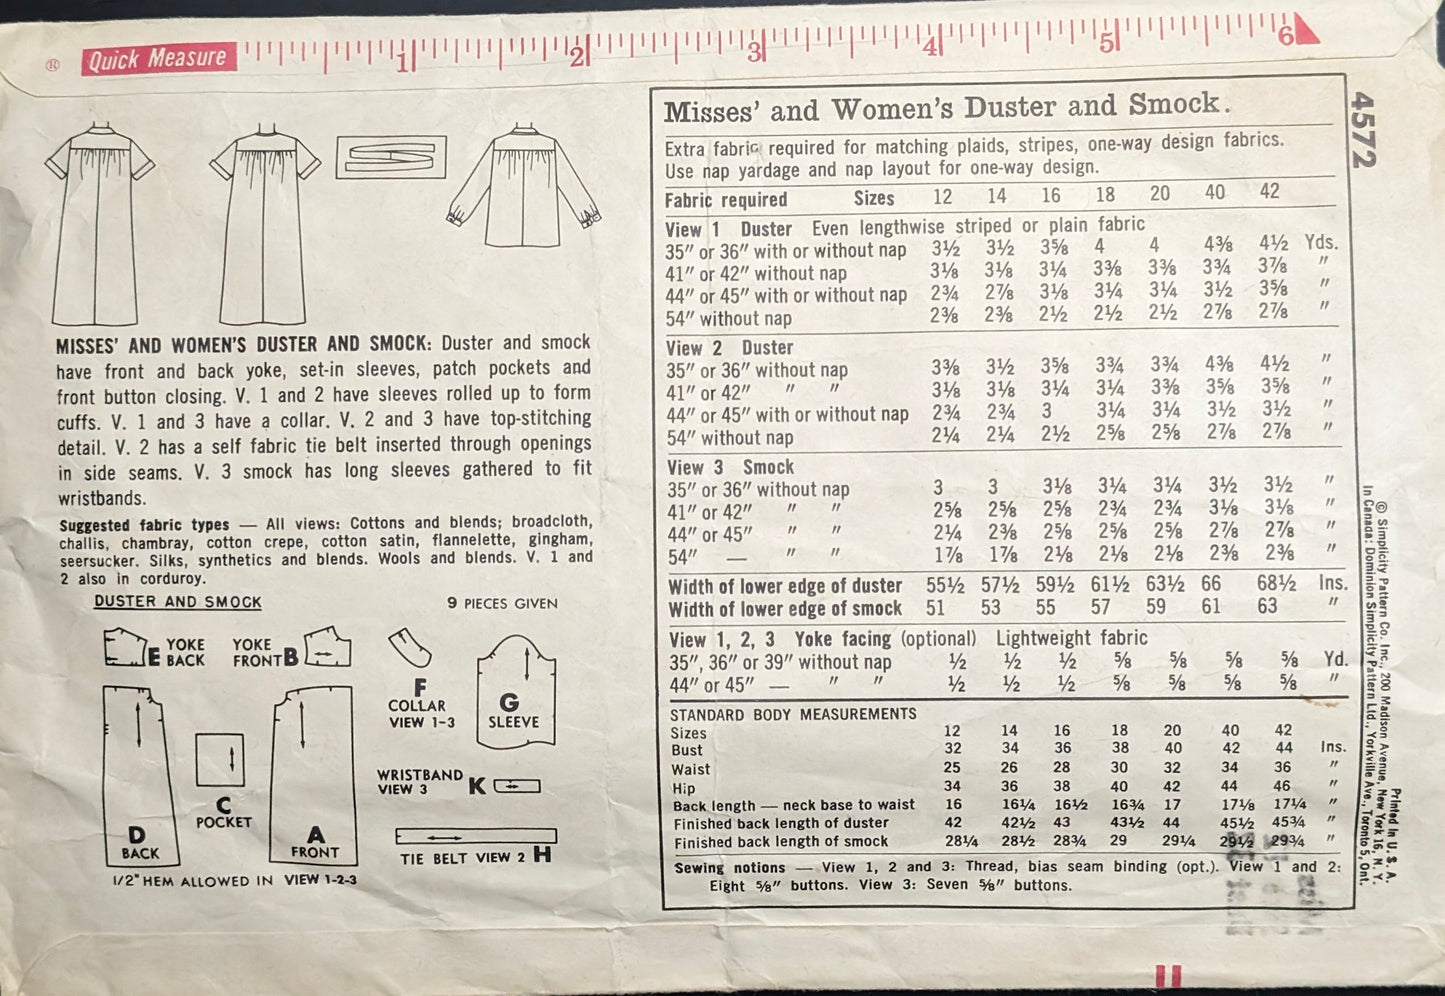 ® Quick Measure 1 2 3 4 5 6
MISSES' AND WOMEN'S DUSTER AND SMOCK: Duster and smock
have front and back yoke, set-in sleeves, patch pockets and
front button closing. V. 1 and 2 have sleeves rolled up to form
cuffs. V. 1 and 3 have a collar. V. 2 and 3 have top-stitching
detail. V. 2 has a self fabric tie belt inserted through openings
in side seams. V. 3 smock has long sleeves gathered to fit
wristbands.
Suggested fabric types — All views: Cottons and blends; broadcloth,
challis, chambray, cotton crepe, cotton satin, flannelette, gingham,
seersucker. Silks, synthetics and blends. Wools and blends. V. 1 and
2 also in corduroy.
DUSTER AND SMOCK 9 PIECES GIVEN
E YOKE
BACK
YOKE
FRONT B
F
COLLAR
VIEW 1-3
G
SLEEVE
C
POCKET
WRISTBAND
VIEW 3 K
D
BACK
A
FRONT
TIE BELT VIEW 2 H
1/2" HEM ALLOWED IN VIEW 1-2-3
Misses' and Women's Duster and Smock.
Extra fabric required for matching plaids, stripes, one-way design fabrics.
Use nap yardage and nap layout for one-way design.
Fabric required Sizes 12 14 16 18 20 40 42
View 1 Duster Even lengthwise striped or plain fabric
35" or 36" with or without nap 3½ 3½ 3⅝ 4 4 4⅜ 4½ Yds.
41" or 42" without nap 3⅛ 3⅛ 3¼ 3⅜ 3⅜ 3¾ 3⅞ "
44" or 45" with or without nap 2¾ 2⅞ 3⅛ 3¼ 3¼ 3½ 3⅝ "
54" without nap 2⅜ 2⅜ 2½ 2½ 2½ 2⅞ 2⅞ "
View 2 Duster
35" or 36" without nap 3⅜ 3½ 3⅝ 3¾ 3¾ 4⅜ 4½ "
41" or 42" " " 3⅛ 3⅛ 3¼ 3¼ 3⅜ 3⅝ 3⅝ "
44" or 45" with or without nap 2¾ 2¾ 3 3¼ 3¼ 3½ 3½ "
54" without nap 2¼ 2¼ 2½ 2⅝ 2⅝ 2⅞ 2⅞ "
View 3 Smock
35" or 36" without nap 3 3 3⅛ 3¼ 3¼ 3½ 3½ "
41" or 42" " " 2⅝ 2⅝ 2⅝ 2¾ 2¾ 3⅛ 3⅛ "
44" or 45" " " 2¼ 2⅜ 2⅝ 2⅝ 2⅝ 2⅞ 2⅞ "
54" — " " 1⅞ 1⅞ 2⅛ 2⅛ 2⅛ 2⅜ 2⅜ "
Width of lower edge of duster 55½ 57½ 59½ 61½ 63½ 66 68½ Ins.
Width of lower edge of smock 51 53 55 57 59 61 63 "
View 1, 2, 3 Yoke facing (optional) Lightweight fabric
35", 36" or 39" without nap ½ ½ ½ ⅝ ⅝ ⅝ ⅝ Yd.
44" or 45" — " " ½ ½ ½ ⅝ ⅝ ⅝ ⅝ "
STANDARD BODY MEASUREMENTS
Sizes 12 14 16 18 20 40 42
Bust 32 34 36 38 40 42 44 Ins.
Waist 25 26 28 30 32 34 36 "
Hip 34 36 38 40 42 44 46 "
Back length — neck base to waist 16 16¼ 16½ 16¾ 17 17⅛ 17¼ "
Finished back length of duster 42 42½ 43 43½ 44 45½ 45¾ "
Finished back length of smock 28¼ 28½ 28¾ 29 29¼ 29½ 29¾ "
Sewing notions — View 1, 2 and 3: Thread, bias seam binding (opt.). View 1 and 2:
Eight ⅝" buttons. View 3: Seven ⅝" buttons.
4572
© Simplicity Pattern Co. Inc., 200 Madison Avenue, New York 16, N. Y.
In Canada: Dominion Simplicity Pattern Ltd., Yorkville Ave., Toronto 5, Ont.
Printed in U. S. A.